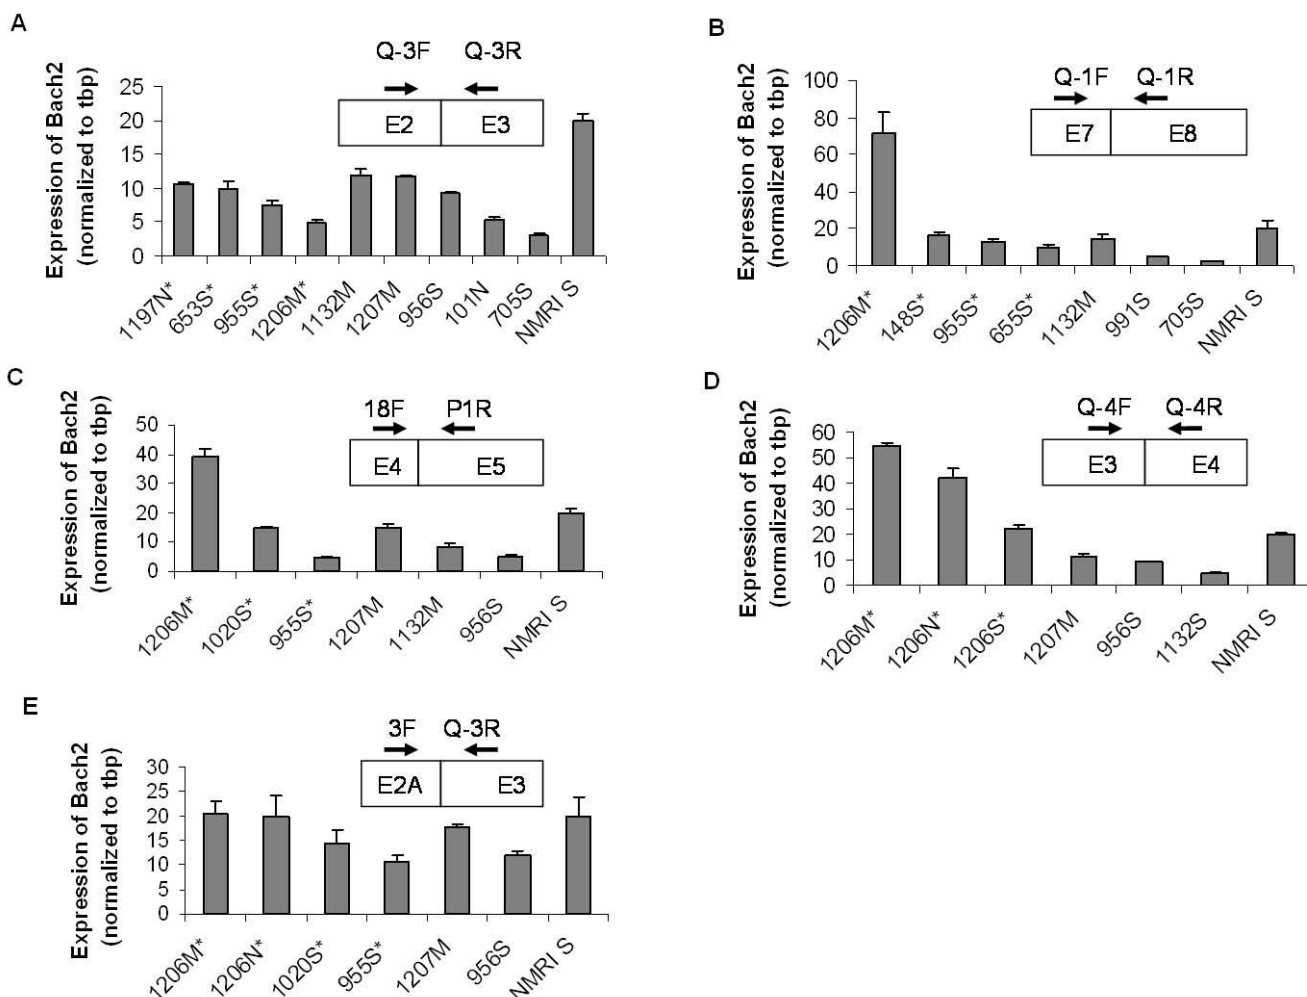 A
Expression of Bach2
(normalized to tbp)
25
20
15
10
5
0
Q-3F Q-3R
E2 E3
1197N* 653S* 955S* 1206M* 1132M 1207M 956S 101N 705S NMRI S
B
Expression of Bach2
(normalized to tbp)
100
80
60
40
20
0
Q-1F Q-1R
E7 E8
1206M* 148S* 955S* 655S* 1132M 991S 705S NMRI S
C
Expression of Bach2
(normalized to tbp)
50
40
30
20
10
0
18F P1R
E4 E5
1206M* 1020S* 955S* 1207M 1132M 956S NMRI S
D
Expression of Bach2
(normalized to tbp)
60
50
40
30
20
10
0
Q-4F Q-4R
E3 E4
1206M* 1206N* 1206S* 1207M 956S 1132S NMRI S
E
Expression of Bach2
(normalized to tbp)
30
25
20
15
10
5
0
3F Q-3R
E2A E3
1206M* 1206N* 1020S* 955S* 1207M 956S NMRI S